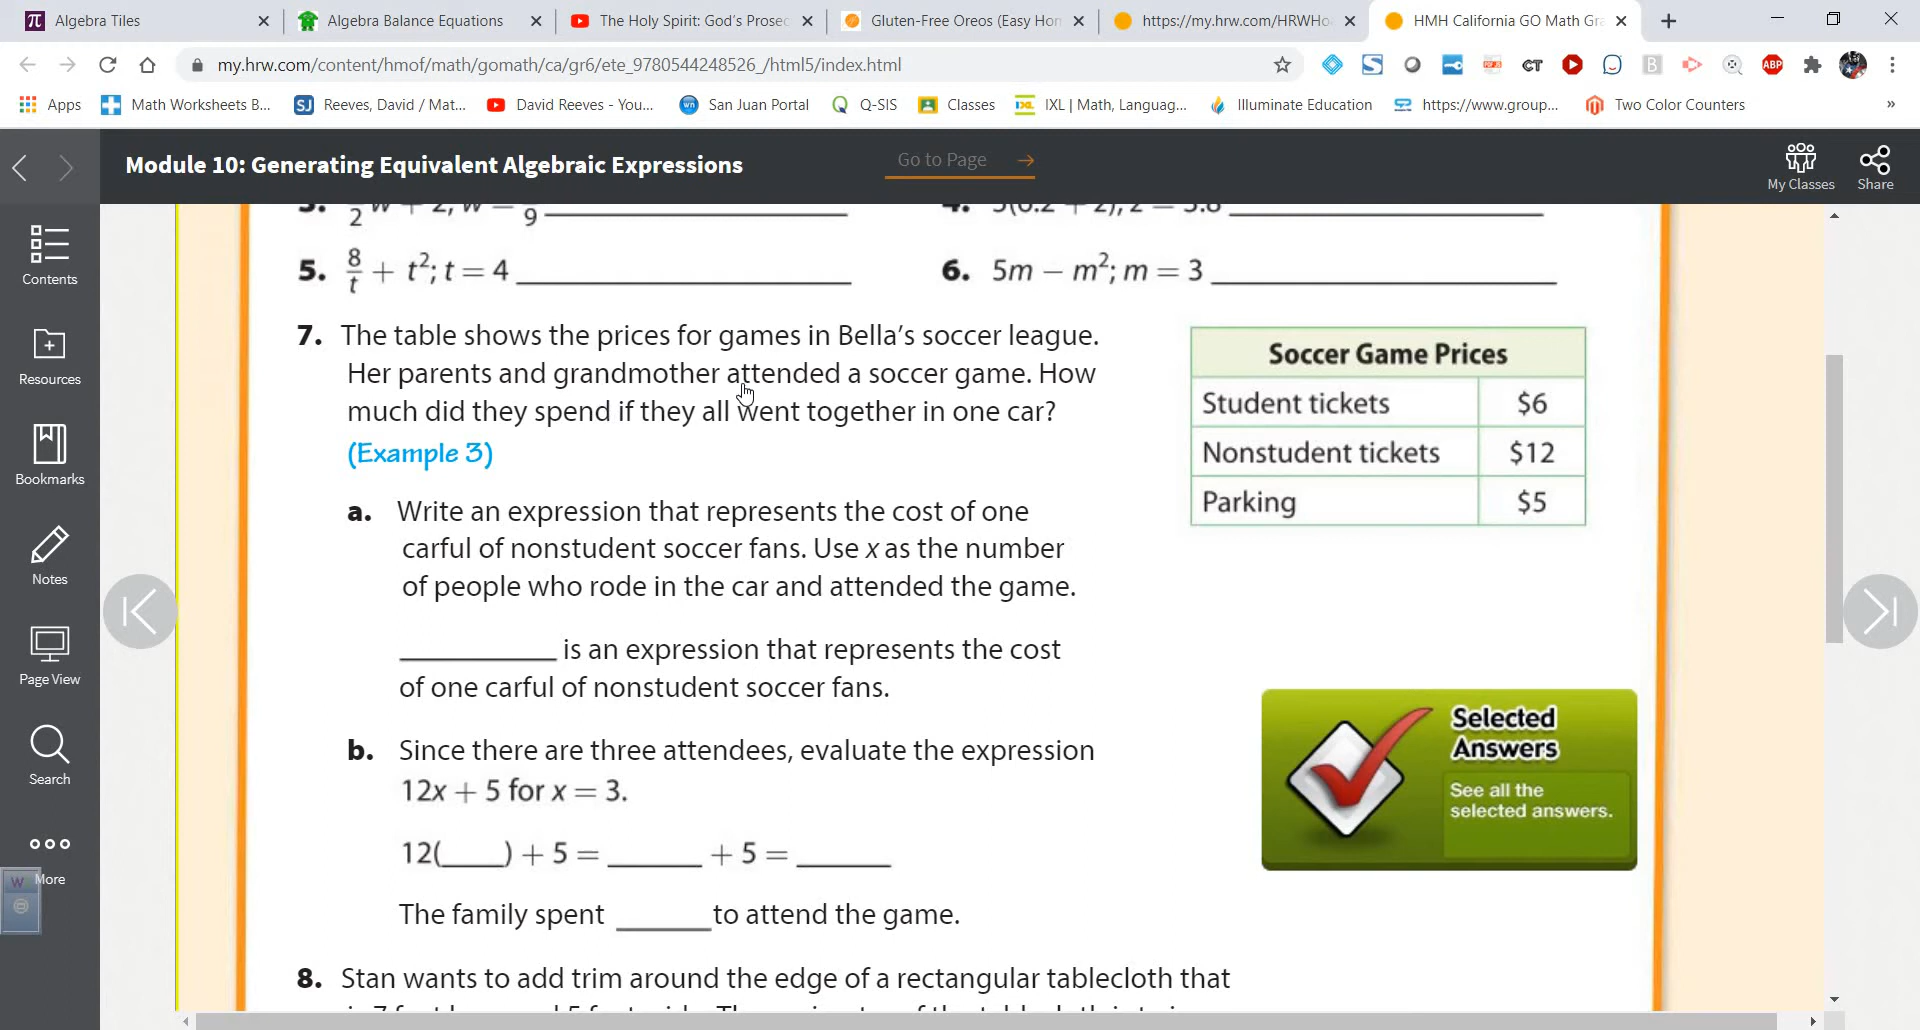 Algebra Tiles
Algebra Balance Equations
The Holy Spirit: God's Prosec
Gluten-Free Oreos (Easy Hom
https://my.hrw.com/HRWHo
HMH California GO Math Gra
my.hrw.com/content/hmof/math/gomath/ca/gr6/ete_9780544248526_/html5/index.html
Apps
Math Worksheets B...
Reeves, David / Mat...
David Reeves - You...
San Juan Portal
Q-SIS
Classes
IXL | Math, Languag...
Illuminate Education
https://www.group...
Two Color Counters
»
Module 10: Generating Equivalent Algebraic Expressions
Go to Page →
My Classes
Share
Contents
Resources
Bookmarks
Notes
Page View
Search
More
5. 8/t + t²; t = 4 ____________
6. 5m − m²; m = 3 ____________
7. The table shows the prices for games in Bella's soccer league.
Her parents and grandmother attended a soccer game. How
much did they spend if they all went together in one car?
(Example 3)
Soccer Game Prices
Student tickets $6
Nonstudent tickets $12
Parking $5
a. Write an expression that represents the cost of one
carful of nonstudent soccer fans. Use x as the number
of people who rode in the car and attended the game.
____________ is an expression that represents the cost
of one carful of nonstudent soccer fans.
b. Since there are three attendees, evaluate the expression
12x + 5 for x = 3.
12(____) + 5 = ______ + 5 = ______
The family spent ______ to attend the game.
Selected
Answers
See all the
selected answers.
8. Stan wants to add trim around the edge of a rectangular tablecloth that